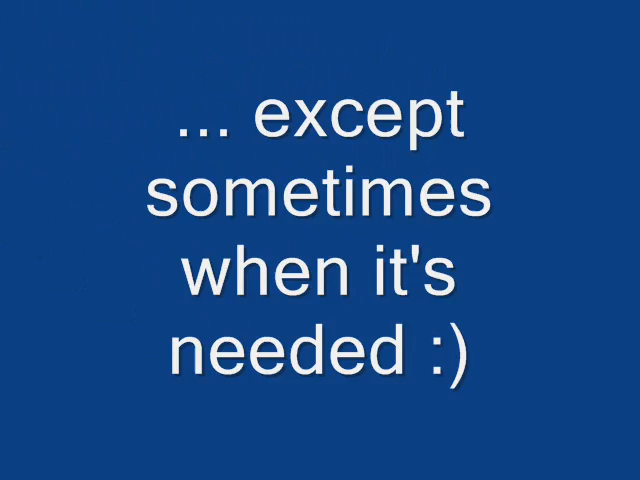 ... except
sometimes
when it's
needed :)